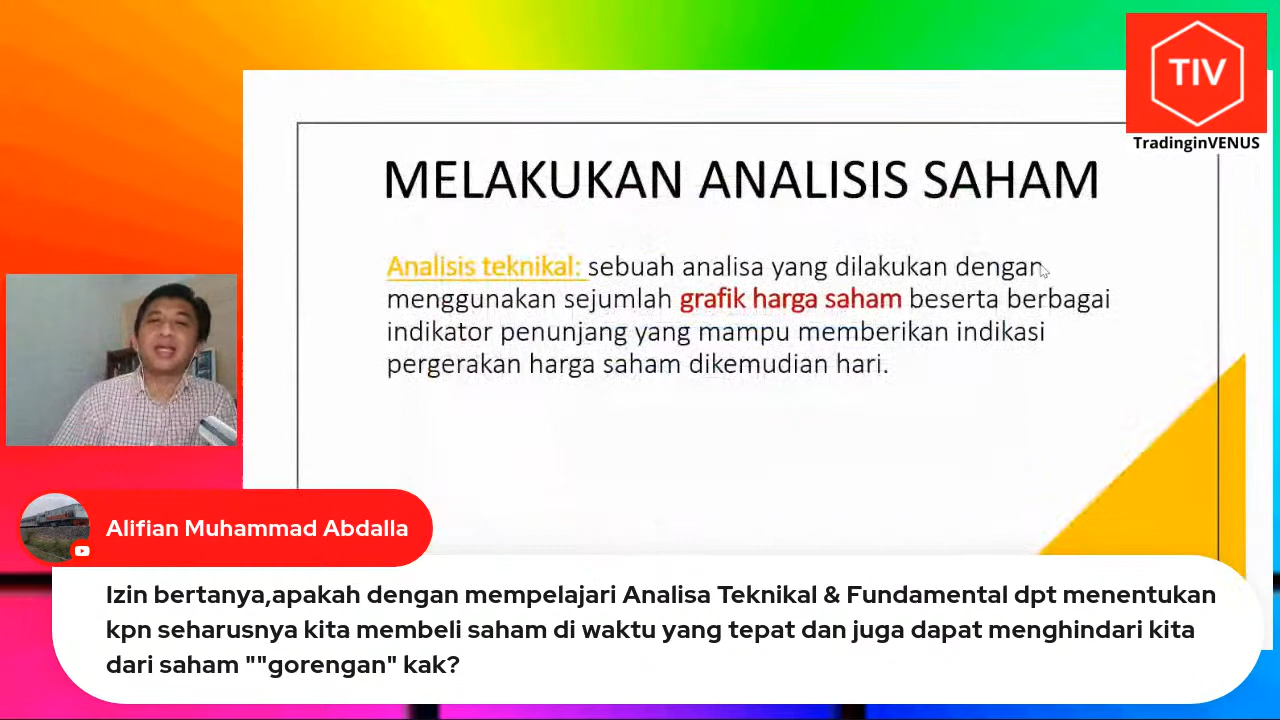 TIV
TradinginVENUS
MELAKUKAN ANALISIS SAHAM
Analisis teknikal: sebuah analisa yang dilakukan dengan
menggunakan sejumlah grafik harga saham beserta berbagai
indikator penunjang yang mampu memberikan indikasi
pergerakan harga saham dikemudian hari.
Alifian Muhammad Abdalla
Izin bertanya,apakah dengan mempelajari Analisa Teknikal & Fundamental dpt menentukan
kpn seharusnya kita membeli saham di waktu yang tepat dan juga dapat menghindari kita
dari saham ""gorengan" kak?